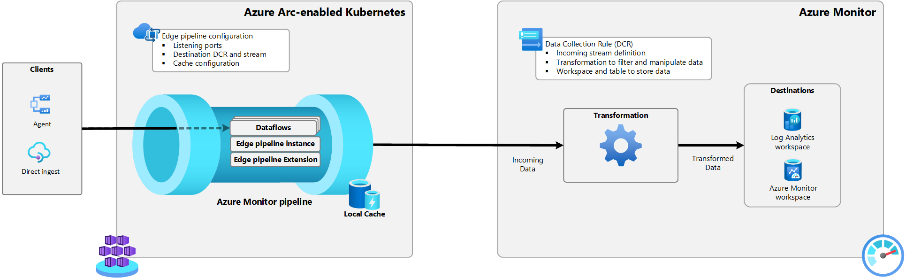 Azure Arc-enabled Kubernetes
Azure Monitor
Edge pipeline configuration
▪ Listening ports
▪ Destination DCR and stream
▪ Cache configuration
Data Collection Rule (DCR)
▪ Incoming stream definition
▪ Transformation to filter and manipulate data
▪ Workspace and table to store data
Clients
Agent
Direct ingest
Dataflows
Edge pipeline instance
Edge pipeline Extension
Azure Monitor pipeline
Local Cache
Incoming
Data
Transformation
Transformed
Data
Destinations
Log Analytics
workspace
Azure Monitor
workspace